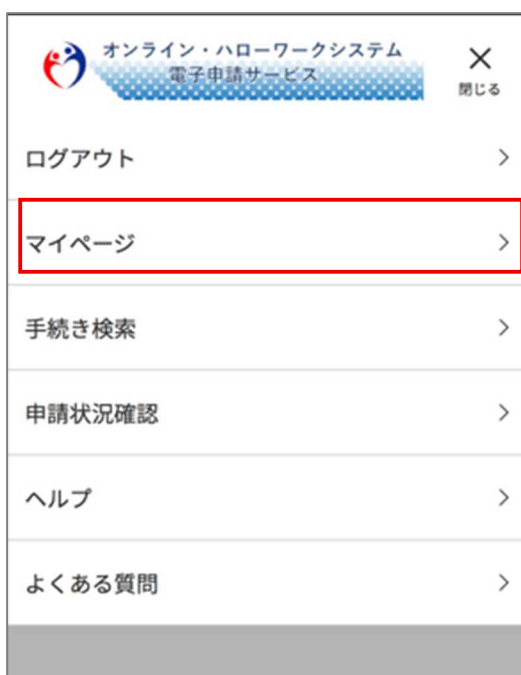 オンライン・ハローワークシステム
電子申請サービス
閉じる
ログアウト
マイページ
手続き検索
申請状況確認
ヘルプ
よくある質問